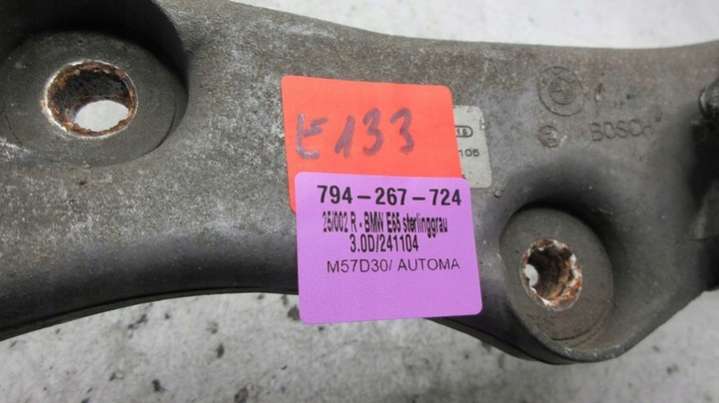 E133
794-267-724
25/002 R - BMW E65 sterlinggrau
3.0D/241104
M57D30/ AUTOMA
BOSCH